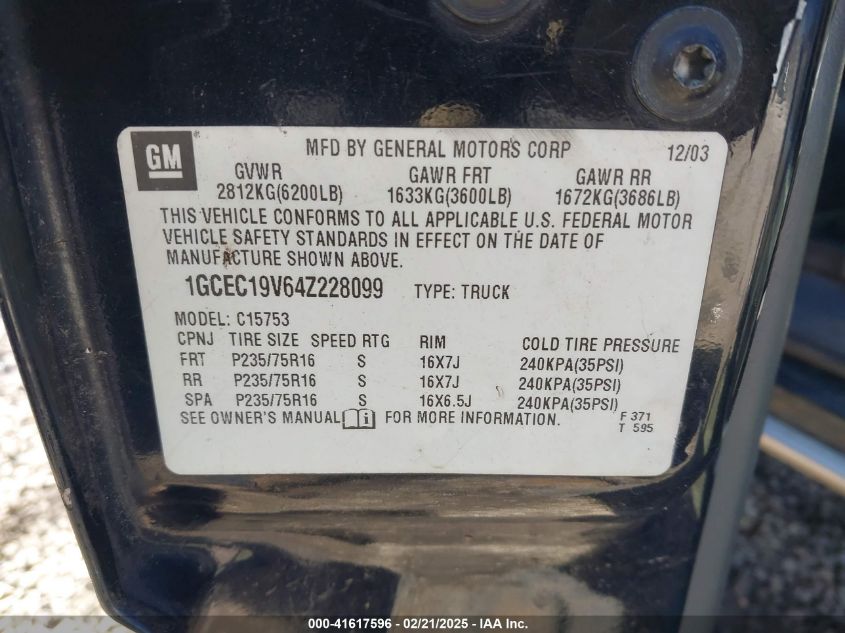 GM
MFD BY GENERAL MOTORS CORP 12/03
GVWR GAWR FRT GAWR RR
2812KG(6200LB) 1633KG(3600LB) 1672KG(3686LB)
THIS VEHICLE CONFORMS TO ALL APPLICABLE U.S. FEDERAL MOTOR
VEHICLE SAFETY STANDARDS IN EFFECT ON THE DATE OF
MANUFACTURE SHOWN ABOVE.
1GCEC19V64Z228099 TYPE: TRUCK
MODEL: C15753
CPNJ TIRE SIZE SPEED RTG RIM COLD TIRE PRESSURE
FRT P235/75R16 S 16X7J 240KPA(35PSI)
RR P235/75R16 S 16X7J 240KPA(35PSI)
SPA P235/75R16 S 16X6.5J 240KPA(35PSI)
SEE OWNER'S MANUAL i FOR MORE INFORMATION.
F 371
T 595
000-41617596 - 02/21/2025 - IAA Inc.